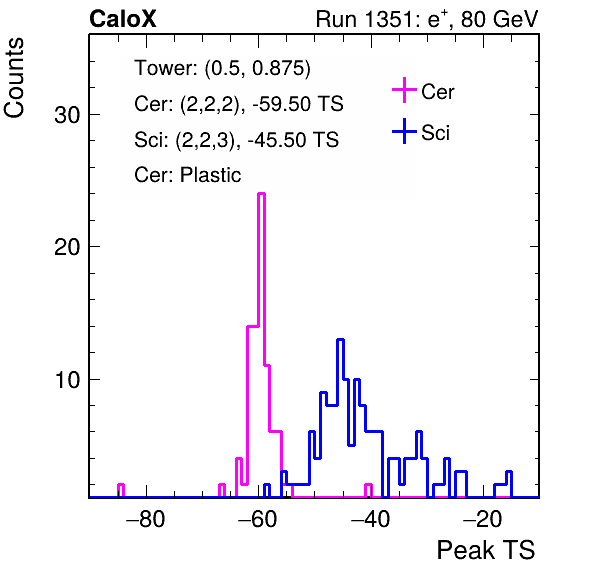 CaloX Run 1351: e⁺, 80 GeV
Counts
Tower: (0.5, 0.875)
Cer: (2,2,2), -59.50 TS
Sci: (2,2,3), -45.50 TS
Cer: Plastic
Cer
Sci
30
20
10
−80 −60 −40 −20
Peak TS